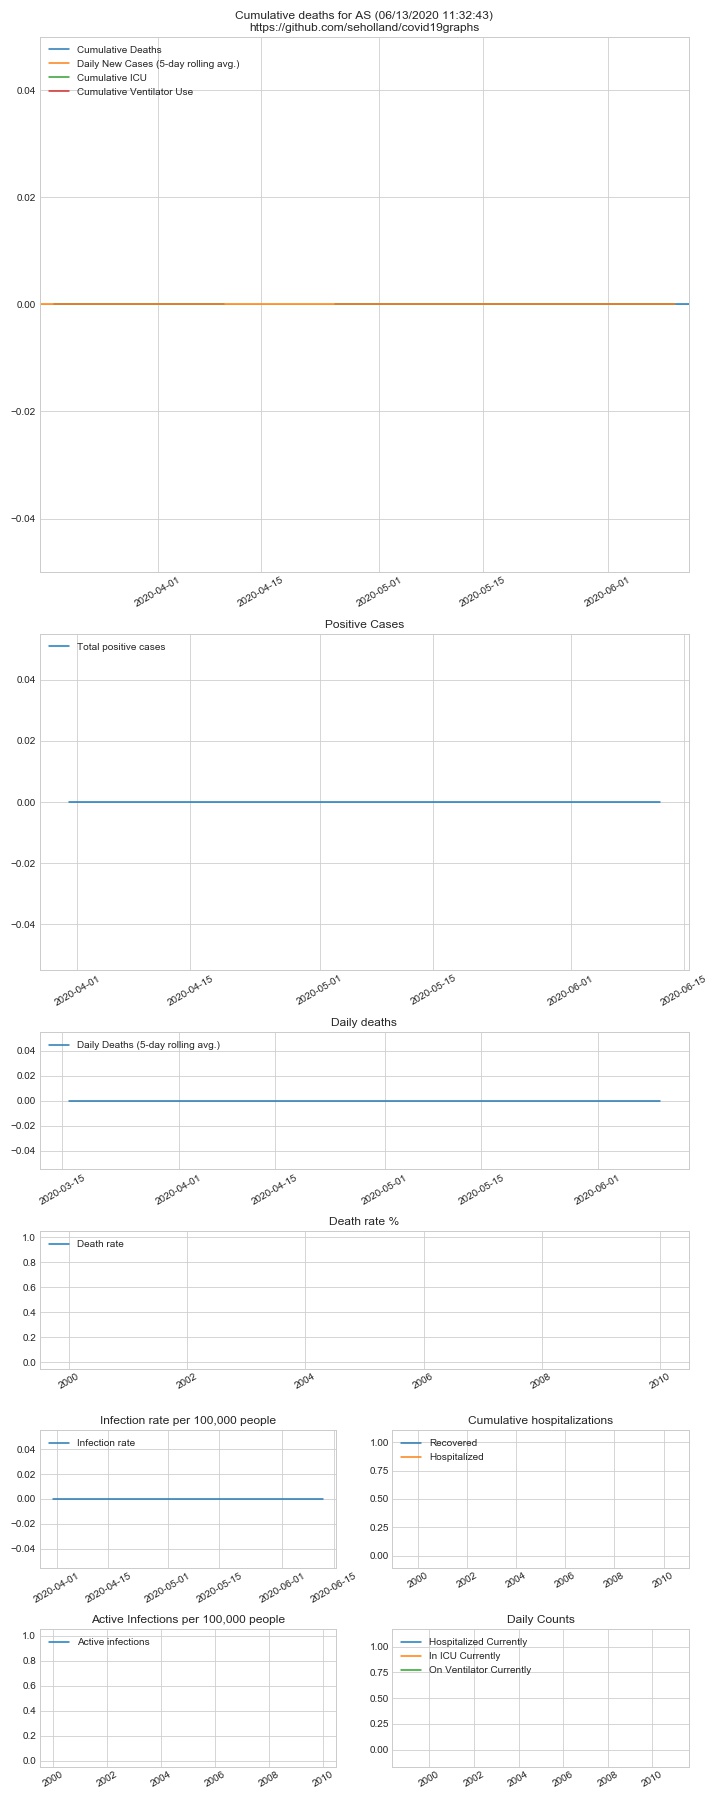 Cumulative deaths for AS (06/13/2020 11:32:43)
https://github.com/seholland/covid19graphs
Cumulative Deaths
Daily New Cases (5-day rolling avg.)
Cumulative ICU
Cumulative Ventilator Use
0.04
0.02
0.00
−0.02
−0.04
2020-04-01 2020-04-15 2020-05-01 2020-05-15 2020-06-01
Positive Cases
Total positive cases
0.04
0.02
0.00
−0.02
−0.04
2020-04-01 2020-04-15 2020-05-01 2020-05-15 2020-06-01 2020-06-15
Daily deaths
Daily Deaths (5-day rolling avg.)
0.04
0.02
0.00
−0.02
−0.04
2020-03-15 2020-04-01 2020-04-15 2020-05-01 2020-05-15 2020-06-01
Death rate %
Death rate
1.0
0.8
0.6
0.4
0.2
0.0
2000 2002 2004 2006 2008 2010
Infection rate per 100,000 people
Infection rate
0.04
0.02
0.00
−0.02
−0.04
2020-04-01 2020-04-15 2020-05-01 2020-05-15 2020-06-01 2020-06-15
Cumulative hospitalizations
Recovered
Hospitalized
1.00
0.75
0.50
0.25
0.00
2000 2002 2004 2006 2008 2010
Active Infections per 100,000 people
Active infections
1.0
0.8
0.6
0.4
0.2
0.0
2000 2002 2004 2006 2008 2010
Daily Counts
Hospitalized Currently
In ICU Currently
On Ventilator Currently
1.00
0.75
0.50
0.25
0.00
2000 2002 2004 2006 2008 2010